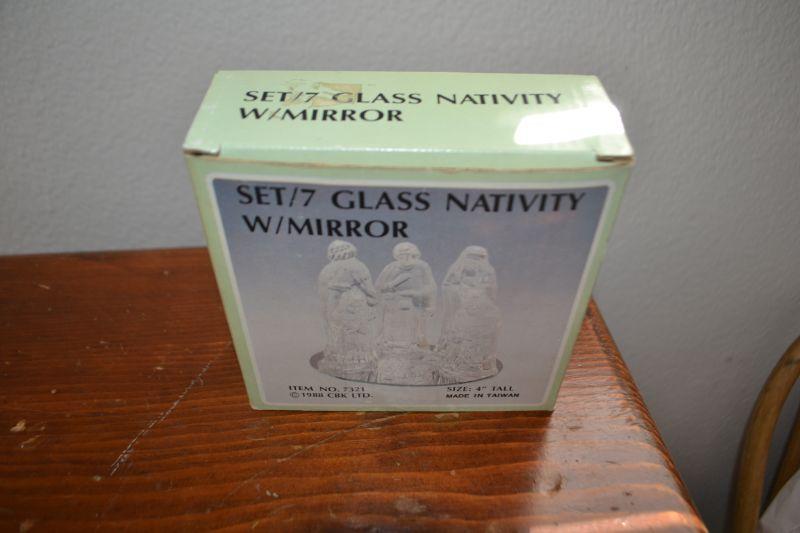 SET/7 GLASS NATIVITY
W/MIRROR
SET/7 GLASS NATIVITY
W/MIRROR
ITEM NO. 7321
©1988 CBK LTD.
SIZE: 4" TALL
MADE IN TAIWAN